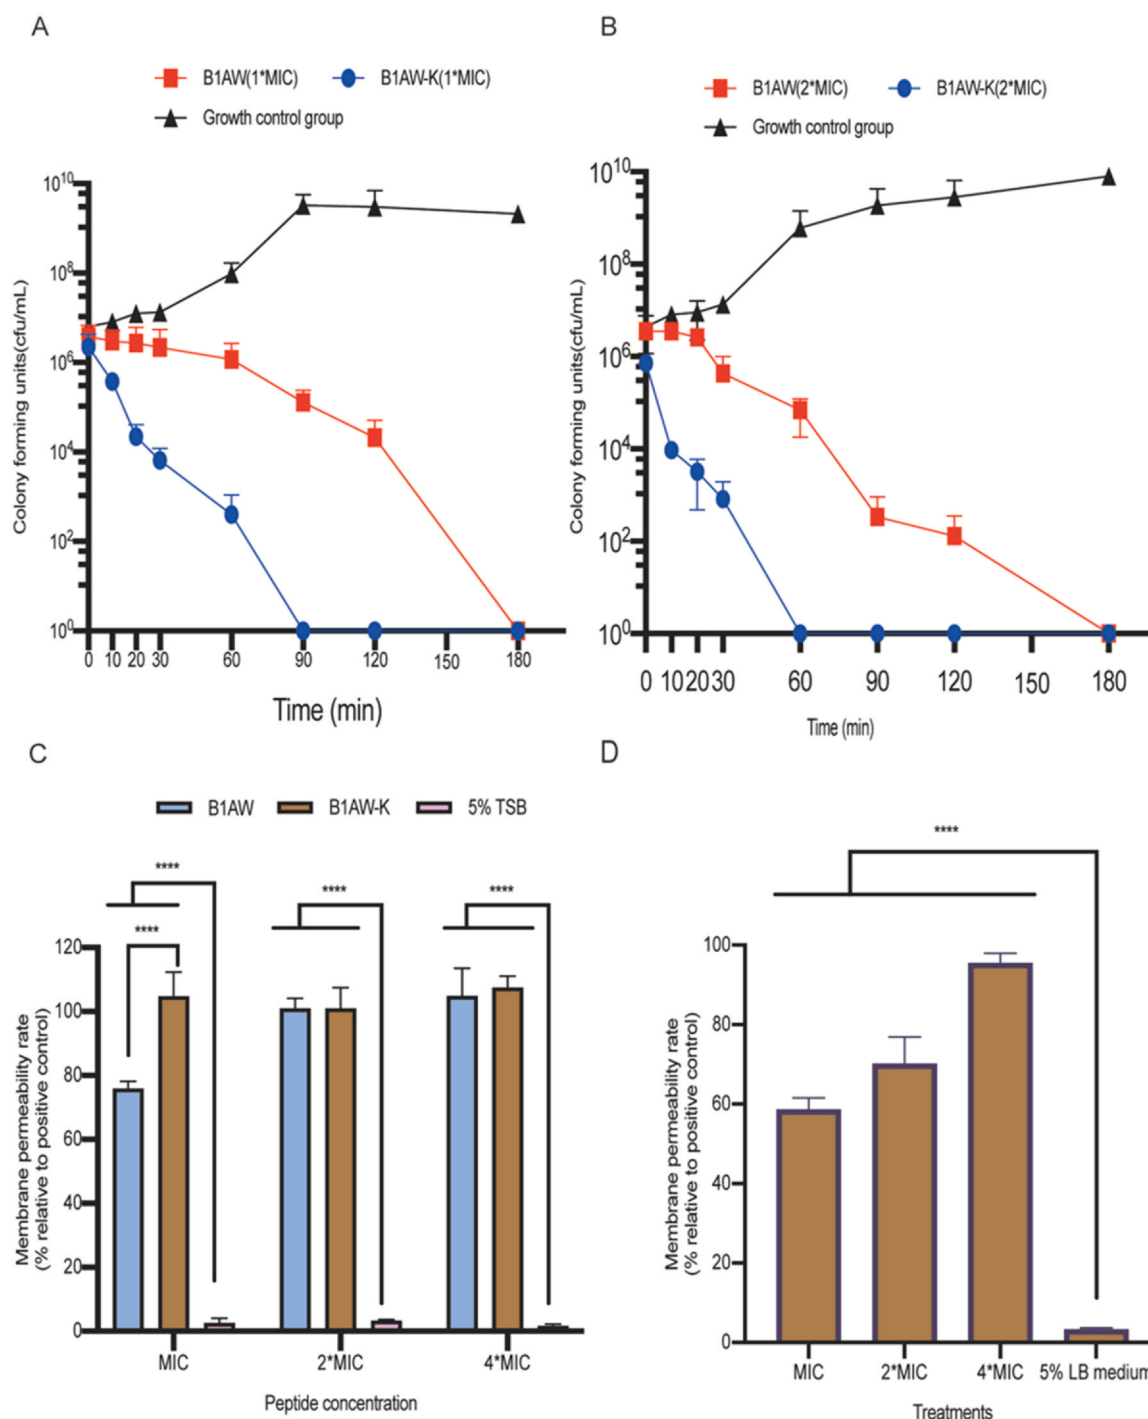 A
B1AW(1*MIC)
B1AW-K(1*MIC)
Growth control group
10^10
10^8
10^6
10^4
10^2
10^0
Colony forming units(cfu/mL)
0 10 20 30 60 90 120 150 180
Time (min)
B
B1AW(2*MIC)
B1AW-K(2*MIC)
Growth control group
10^10
10^8
10^6
10^4
10^2
10^0
Colony forming units(cfu/mL)
0 10 20 30 60 90 120 150 180
Time (min)
C
B1AW
B1AW-K
5% TSB
****
****
****
****
120
100
80
60
40
20
0
Membrane permeability rate
(% relative to positive control)
MIC 2*MIC 4*MIC
Peptide concentration
D
****
100
80
60
40
20
0
Membrane permeability rate
(% relative to positive control)
MIC 2*MIC 4*MIC 5% LB medium
Treatments